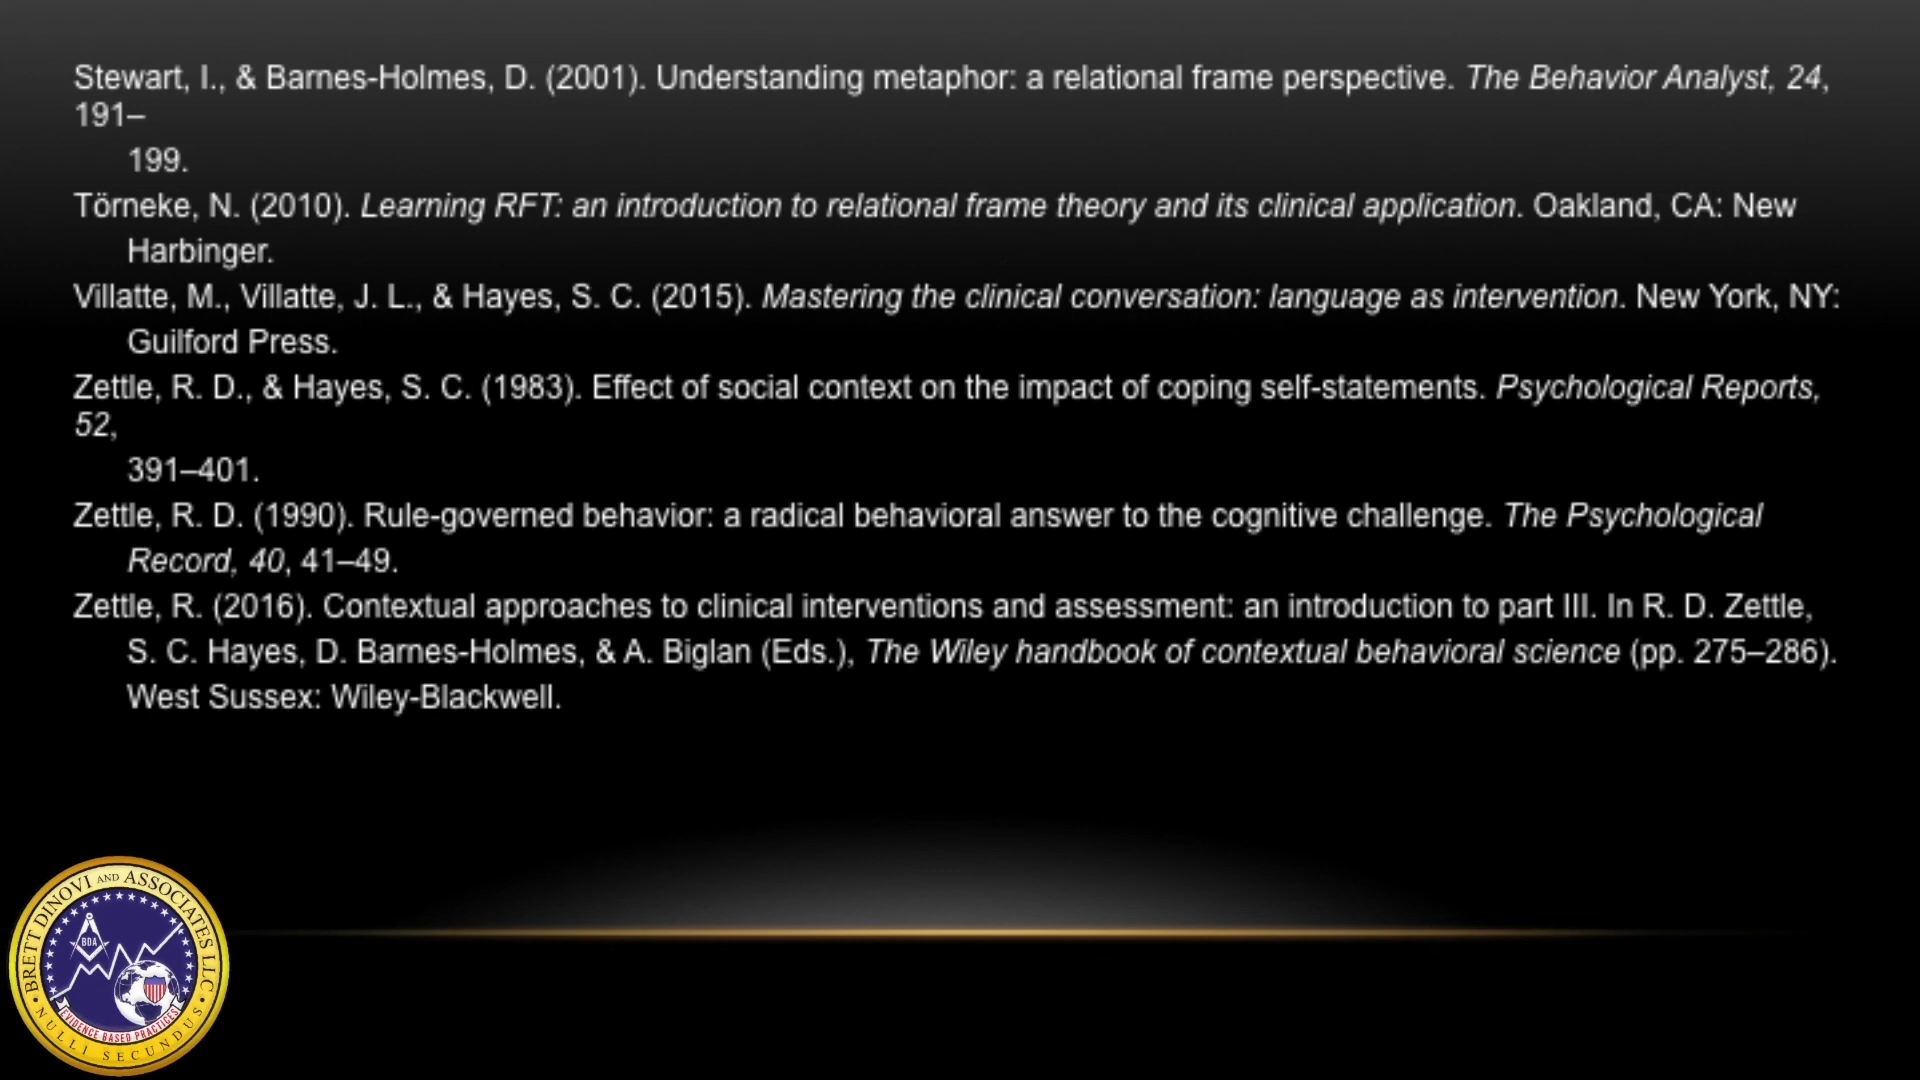 Stewart, I., & Barnes-Holmes, D. (2001). Understanding metaphor: a relational frame perspective. The Behavior Analyst, 24,
191–
199.
Törneke, N. (2010). Learning RFT: an introduction to relational frame theory and its clinical application. Oakland, CA: New
Harbinger.
Villatte, M., Villatte, J. L., & Hayes, S. C. (2015). Mastering the clinical conversation: language as intervention. New York, NY:
Guilford Press.
Zettle, R. D., & Hayes, S. C. (1983). Effect of social context on the impact of coping self-statements. Psychological Reports,
52,
391–401.
Zettle, R. D. (1990). Rule-governed behavior: a radical behavioral answer to the cognitive challenge. The Psychological
Record, 40, 41–49.
Zettle, R. (2016). Contextual approaches to clinical interventions and assessment: an introduction to part III. In R. D. Zettle,
S. C. Hayes, D. Barnes-Holmes, & A. Biglan (Eds.), The Wiley handbook of contextual behavioral science (pp. 275–286).
West Sussex: Wiley-Blackwell.
BRETT DINOVI AND ASSOCIATES LLC
BDA
EVIDENCE BASED PRACTICES
NULLI SECUNDUS